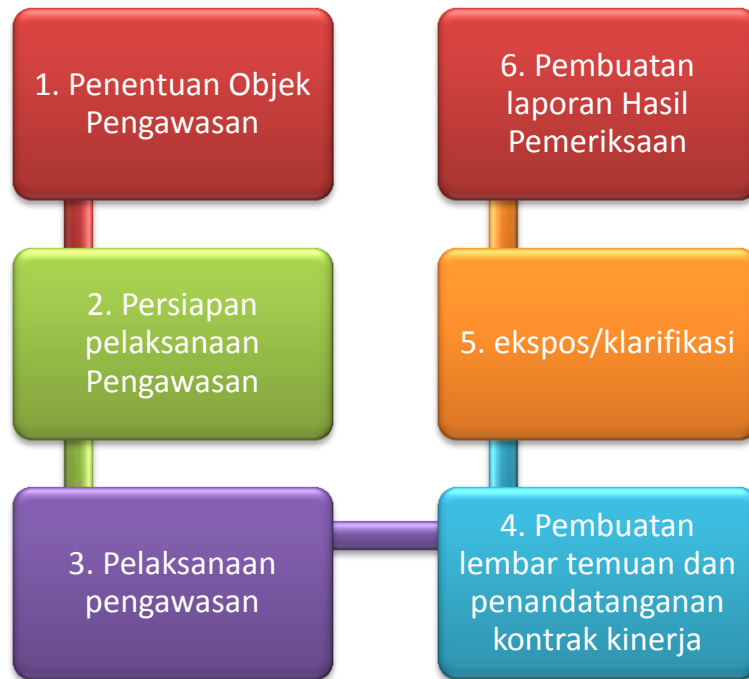 1. Penentuan Objek
Pengawasan
2. Persiapan
pelaksanaan
Pengawasan
3. Pelaksanaan
pengawasan
4. Pembuatan
lembar temuan dan
penandatanganan
kontrak kinerja
5. ekspos/klarifikasi
6. Pembuatan
laporan Hasil
Pemeriksaan